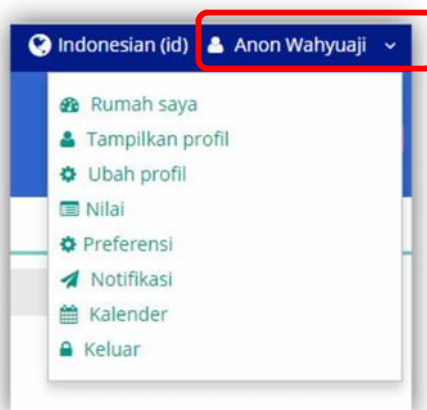 Indonesian (id) Anon Wahyuaji
Rumah saya
Tampilkan profil
Ubah profil
Nilai
Preferensi
Notifikasi
Kalender
Keluar